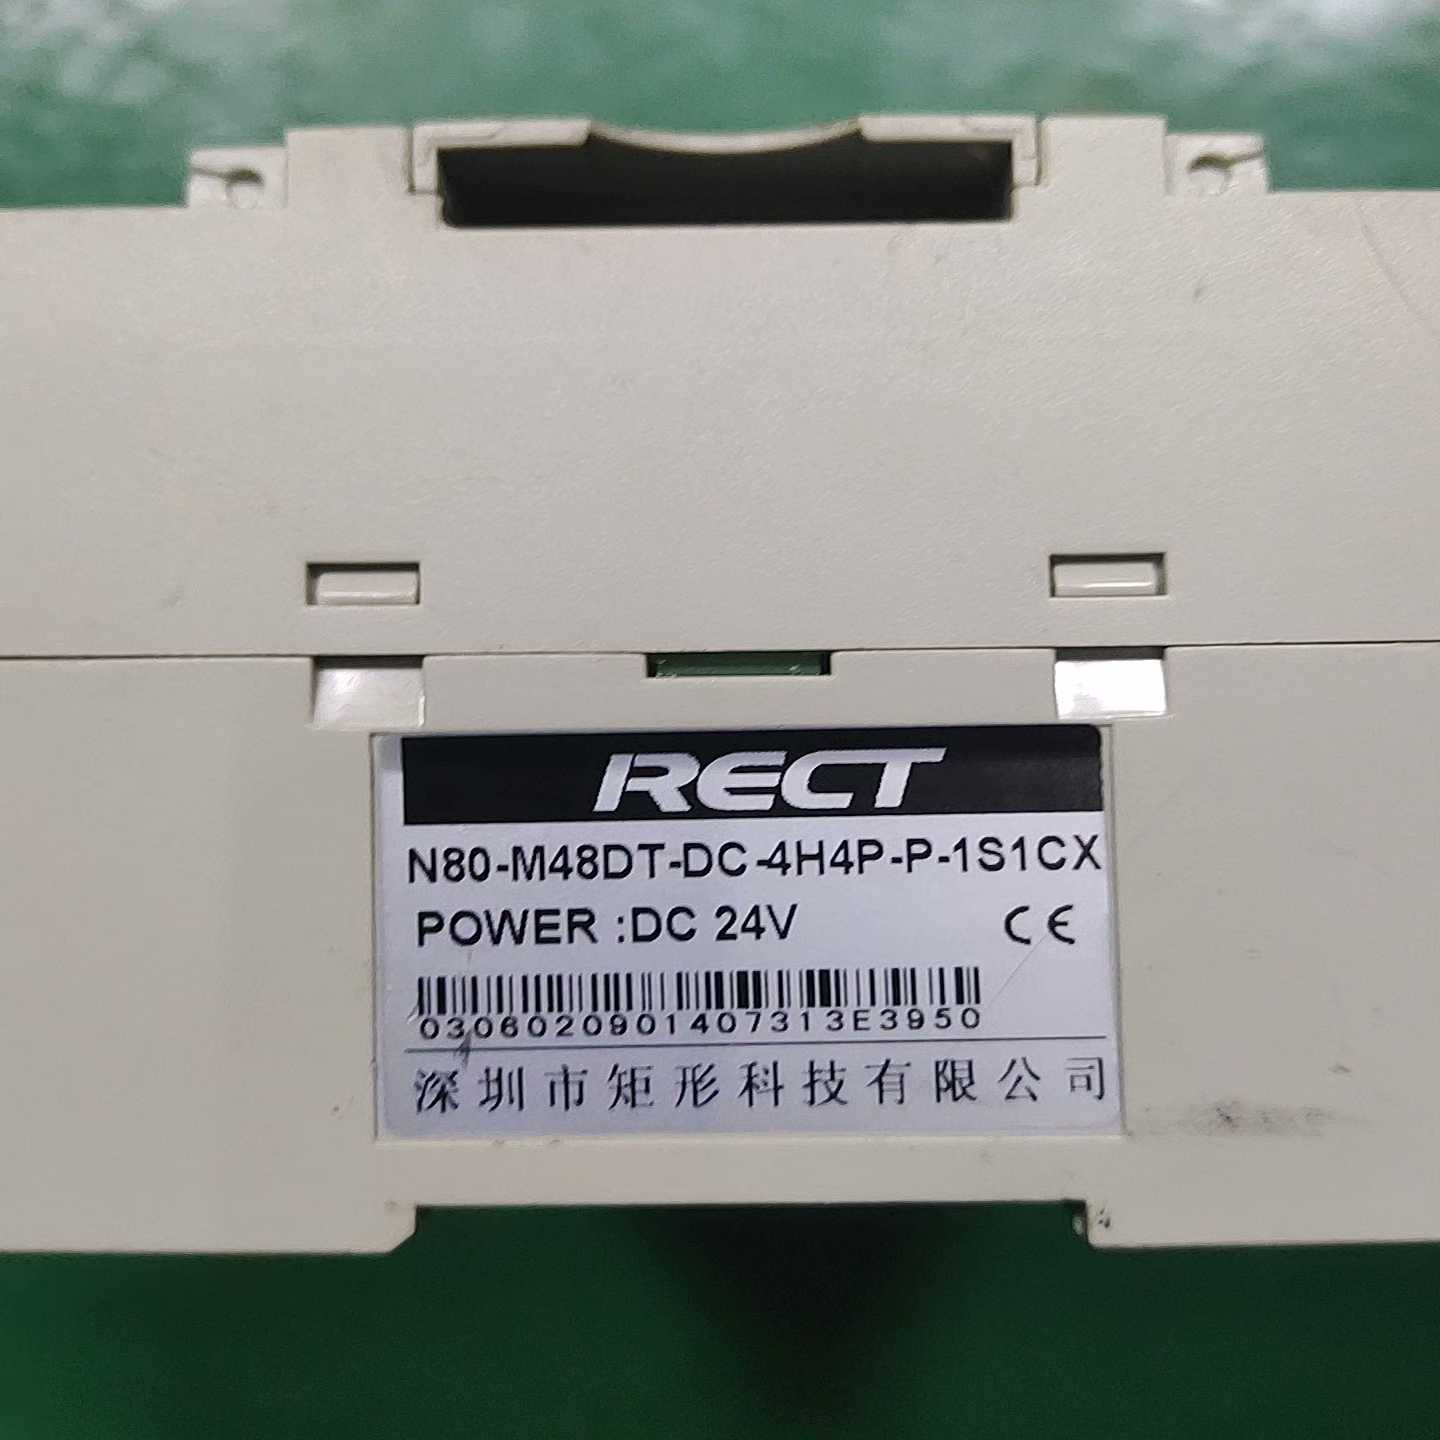 RECT
N80-M48DT-DC-4H4P-P-1S1CX
POWER :DC 24V CE
0306020901407313E3950
深圳市矩形科技有限公司